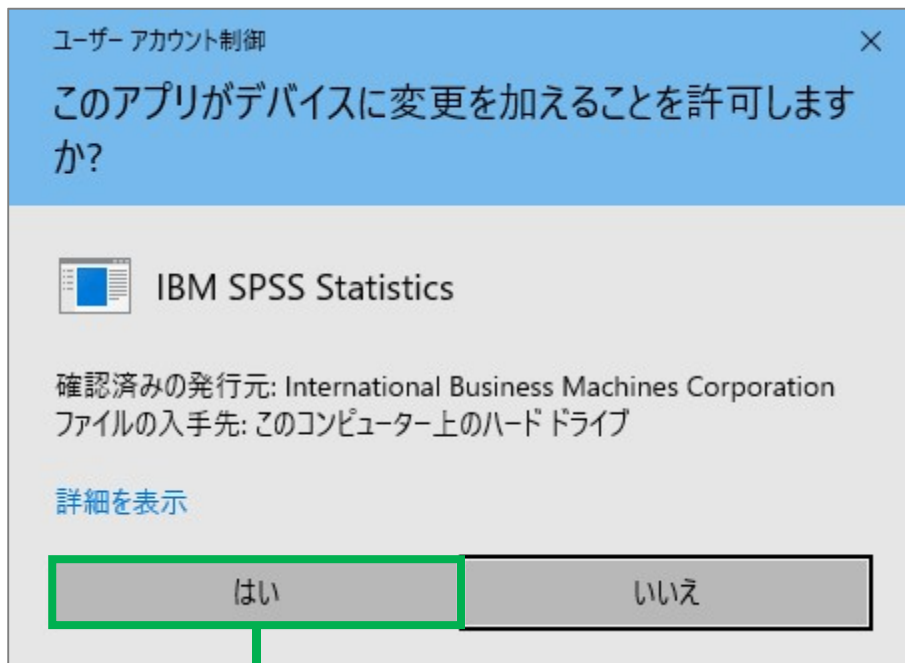 ユーザー アカウント制御
このアプリがデバイスに変更を加えることを許可します
か?
IBM SPSS Statistics
確認済みの発行元: International Business Machines Corporation
ファイルの入手先: このコンピューター上のハード ドライブ
詳細を表示
はい
いいえ